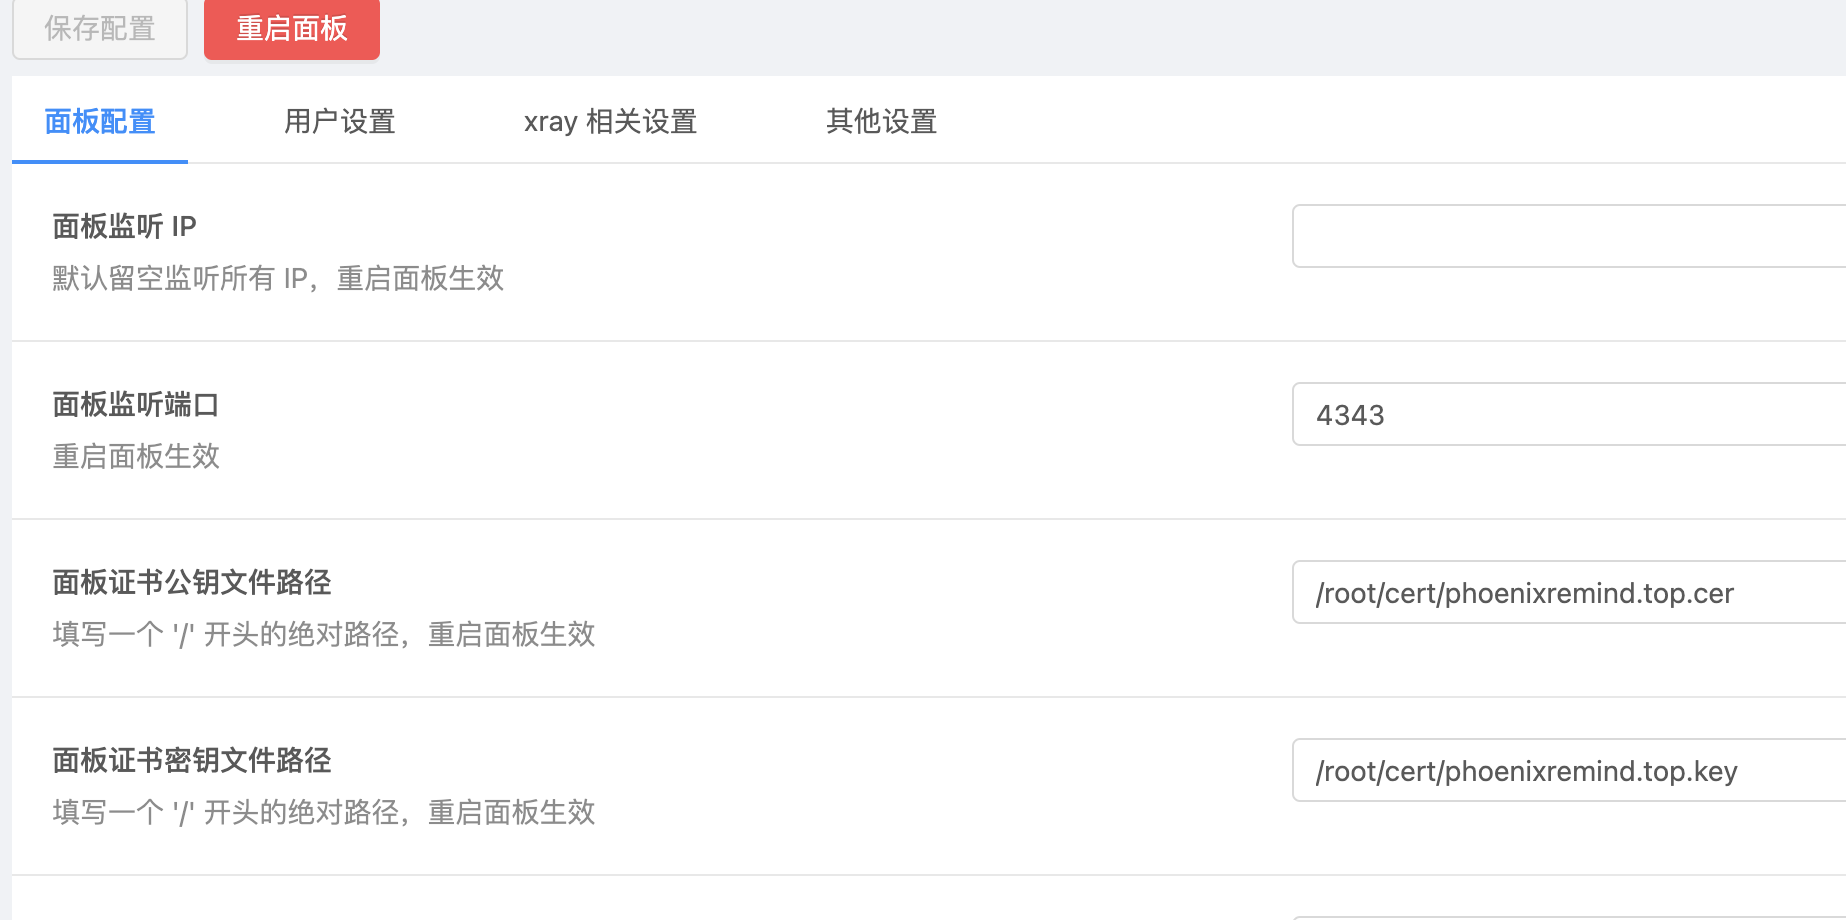 保存配置 重启面板
面板配置 用户设置 xray 相关设置 其他设置
面板监听 IP
默认留空监听所有 IP，重启面板生效
面板监听端口
重启面板生效
4343
面板证书公钥文件路径
填写一个 '/' 开头的绝对路径，重启面板生效
/root/cert/phoenixremind.top.cer
面板证书密钥文件路径
填写一个 '/' 开头的绝对路径，重启面板生效
/root/cert/phoenixremind.top.key